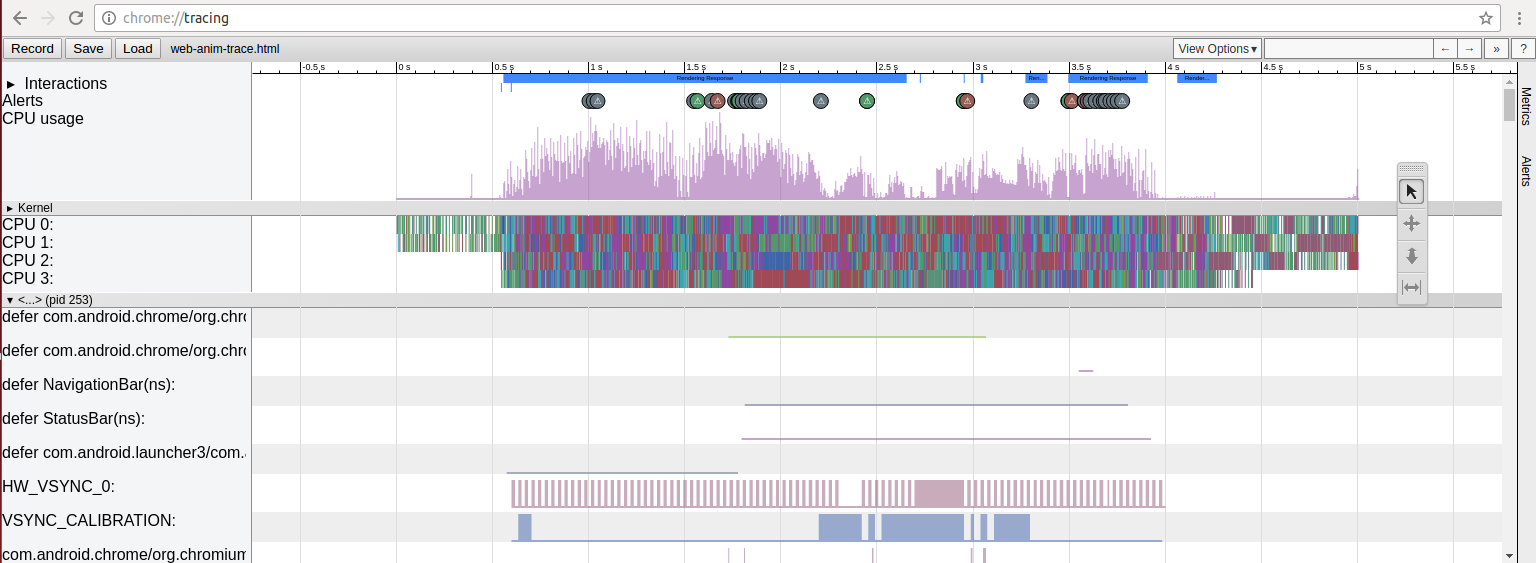 chrome://tracing
Record Save Load web-anim-trace.html View Options▾ ← → » ?
-0.5 s 0 s 0.5 s 1 s 1.5 s 2 s 2.5 s 3 s 3.5 s 4 s 4.5 s 5 s 5.5 s
▸ Interactions Rendering Response Ren... Rendering Response Render...
Alerts
CPU usage
Metrics
Alerts
▸ Kernel
CPU 0:
CPU 1:
CPU 2:
CPU 3:
▾ <...> (pid 253)
defer com.android.chrome/org.chr
defer com.android.chrome/org.chr
defer NavigationBar(ns):
defer StatusBar(ns):
defer com.android.launcher3/com.
HW_VSYNC_0:
VSYNC_CALIBRATION:
com.android.chrome/org.chromium